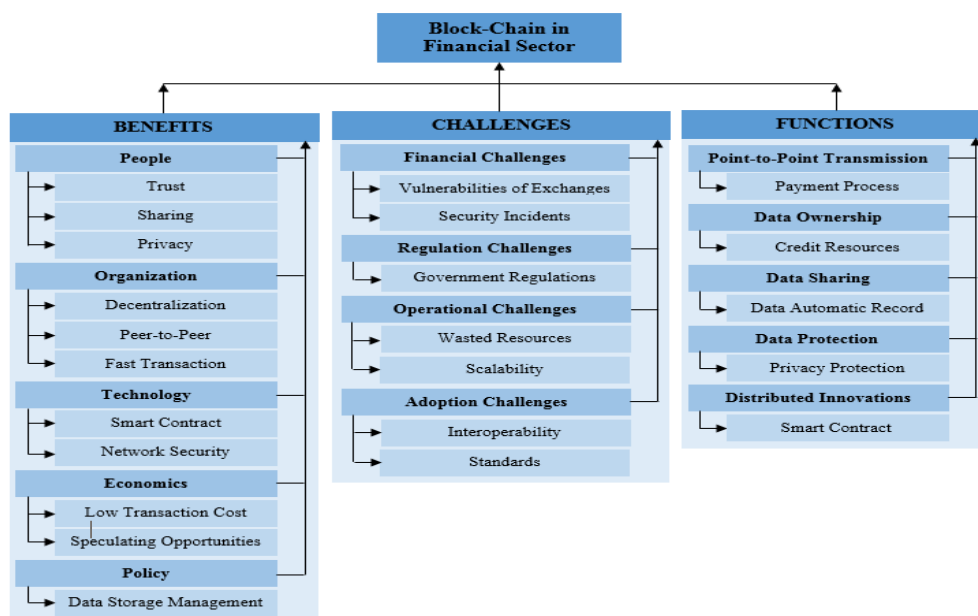 Block-Chain in
Financial Sector
BENEFITS
People
Trust
Sharing
Privacy
Organization
Decentralization
Peer-to-Peer
Fast Transaction
Technology
Smart Contract
Network Security
Economics
Low Transaction Cost
Speculating Opportunities
Policy
Data Storage Management
CHALLENGES
Financial Challenges
Vulnerabilities of Exchanges
Security Incidents
Regulation Challenges
Government Regulations
Operational Challenges
Wasted Resources
Scalability
Adoption Challenges
Interoperability
Standards
FUNCTIONS
Point-to-Point Transmission
Payment Process
Data Ownership
Credit Resources
Data Sharing
Data Automatic Record
Data Protection
Privacy Protection
Distributed Innovations
Smart Contract